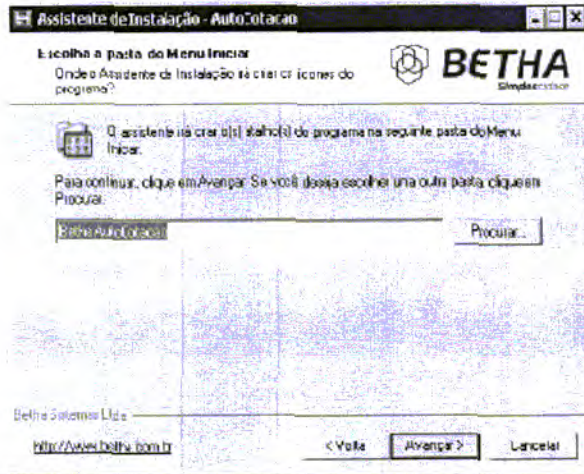 Assistente de Instalação - AutoCotacao
Escolha a pasta do Menu Iniciar
Onde o Assistente de Instalação irá criar os ícones do
programa?
BETHA
O assistente irá criar o(s) atalho(s) do programa na seguinte pasta do Menu
Iniciar.
Para continuar, clique em Avançar. Se você deseja escolher uma outra pasta, clique em
Procurar.
Betha AutoCotacao
Procurar...
Betha Sistemas Ltda
http://www.betha.com.br
< Volta
Avançar >
Cancelar